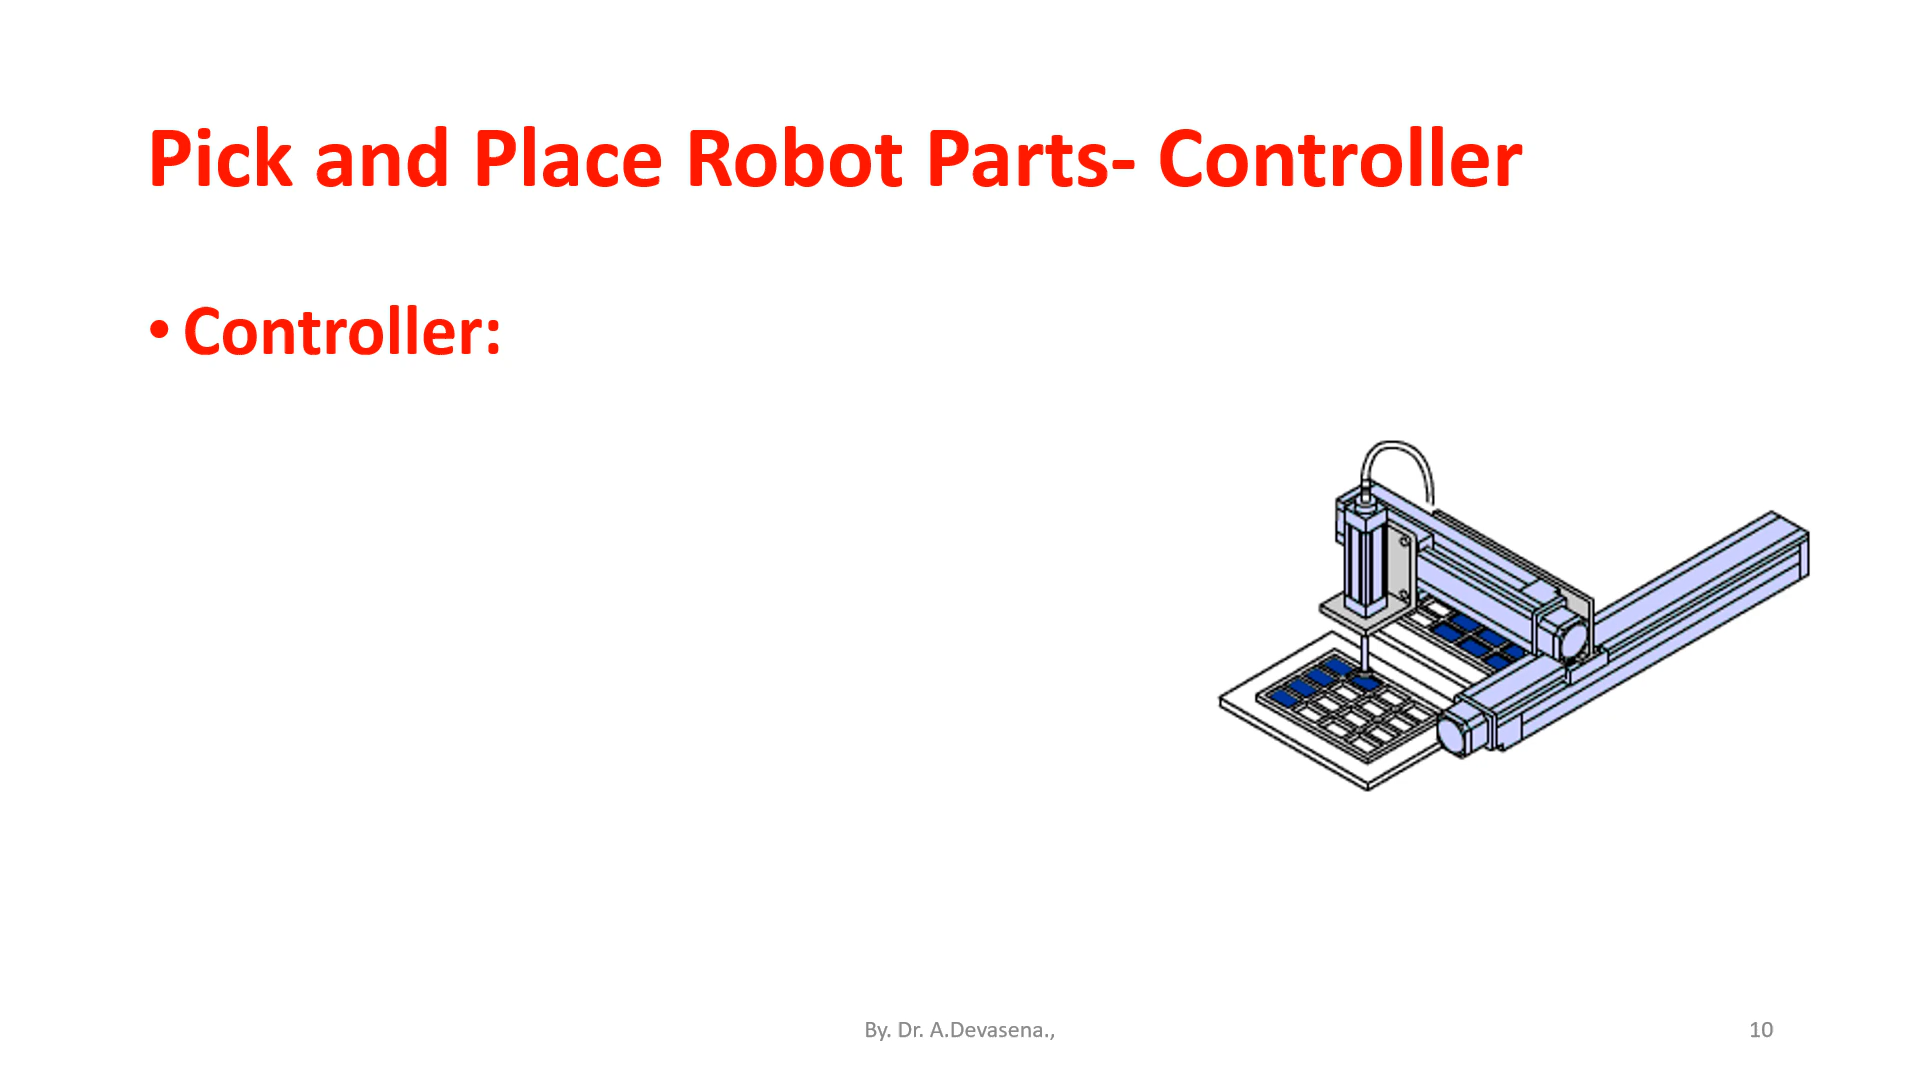 Pick and Place Robot Parts- Controller
• Controller:
By. Dr. A.Devasena.,
10